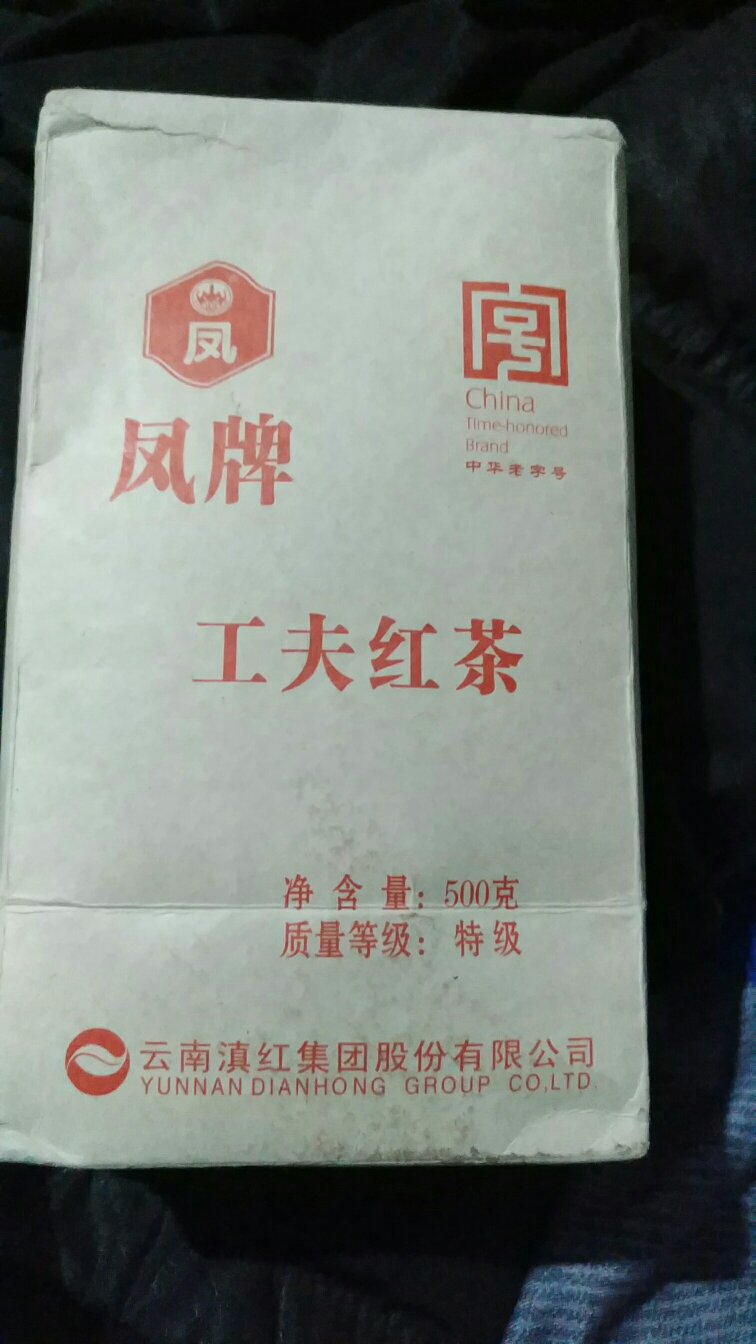 凤
凤牌
China
Time-honored
Brand
中华老字号
工夫红茶
净含量：500克
质量等级：特级
云南滇红集团股份有限公司
YUNNAN DIANHONG GROUP CO.,LTD.